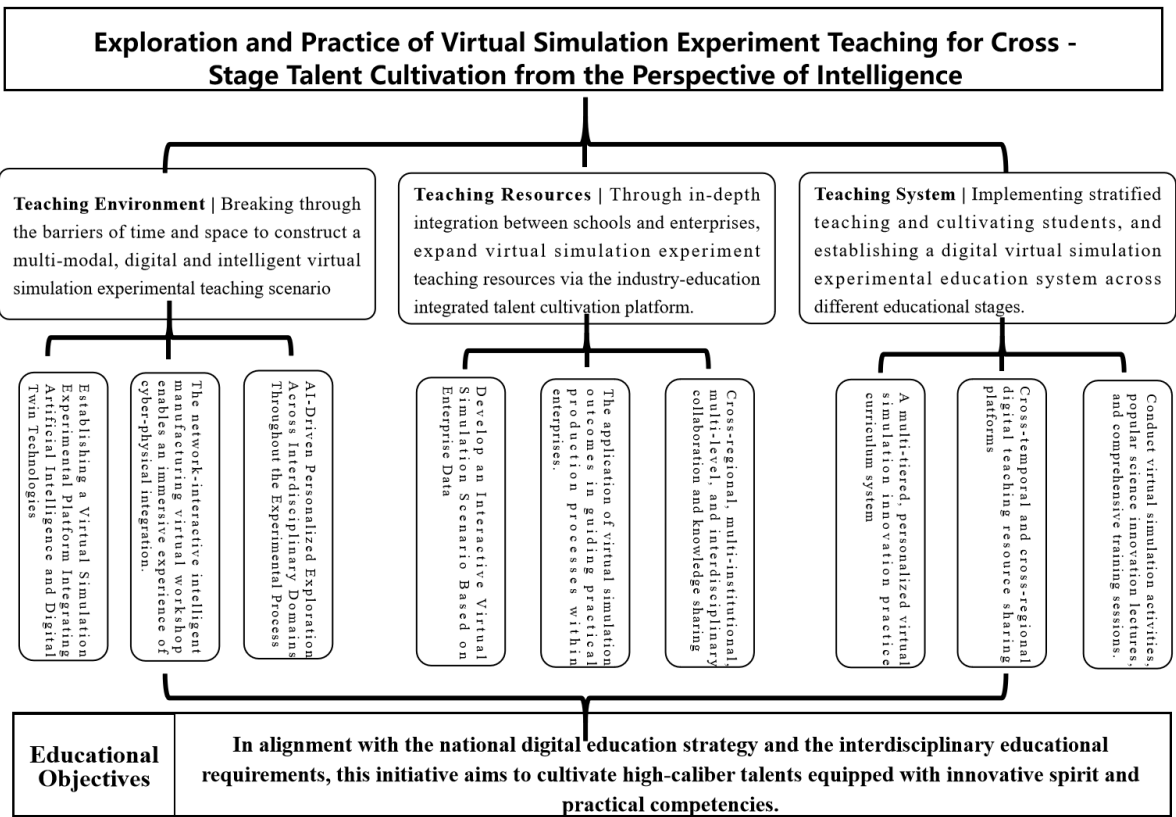 Exploration and Practice of Virtual Simulation Experiment Teaching for Cross -
Stage Talent Cultivation from the Perspective of Intelligence
Teaching Environment | Breaking through
the barriers of time and space to construct a
multi-modal, digital and intelligent virtual
simulation experimental teaching scenario
Teaching Resources | Through in-depth
integration between schools and enterprises,
expand virtual simulation experiment
teaching resources via the industry-education
integrated talent cultivation platform.
Teaching System | Implementing stratified
teaching and cultivating students, and
establishing a digital virtual simulation
experimental education system across
different educational stages.
Establishing a Virtual Simulation
Experimental Platform Integrating
Artificial Intelligence and Digital
Twin Technologies
The network-interactive intelligent
manufacturing virtual workshop
enables an immersive experience of
cyber-physical integration.
AI-Driven Personalized Exploration
Across Interdisciplinary Domains
Throughout the Experimental Process
Develop an Interactive Virtual
Simulation Scenario Based on
Enterprise Data
The application of virtual simulation
outcomes in guiding practical
production processes within
enterprises.
Cross-regional, multi-institutional,
multi-level, and interdisciplinary
collaboration and knowledge sharing
A multi-tiered, personalized virtual
simulation innovation practice
curriculum system
Cross-temporal and cross-regional
digital teaching resource sharing
platforms
Conduct virtual simulation activities,
popular science innovation lectures,
and comprehensive training sessions.
Educational
Objectives
In alignment with the national digital education strategy and the interdisciplinary educational
requirements, this initiative aims to cultivate high-caliber talents equipped with innovative spirit and
practical competencies.